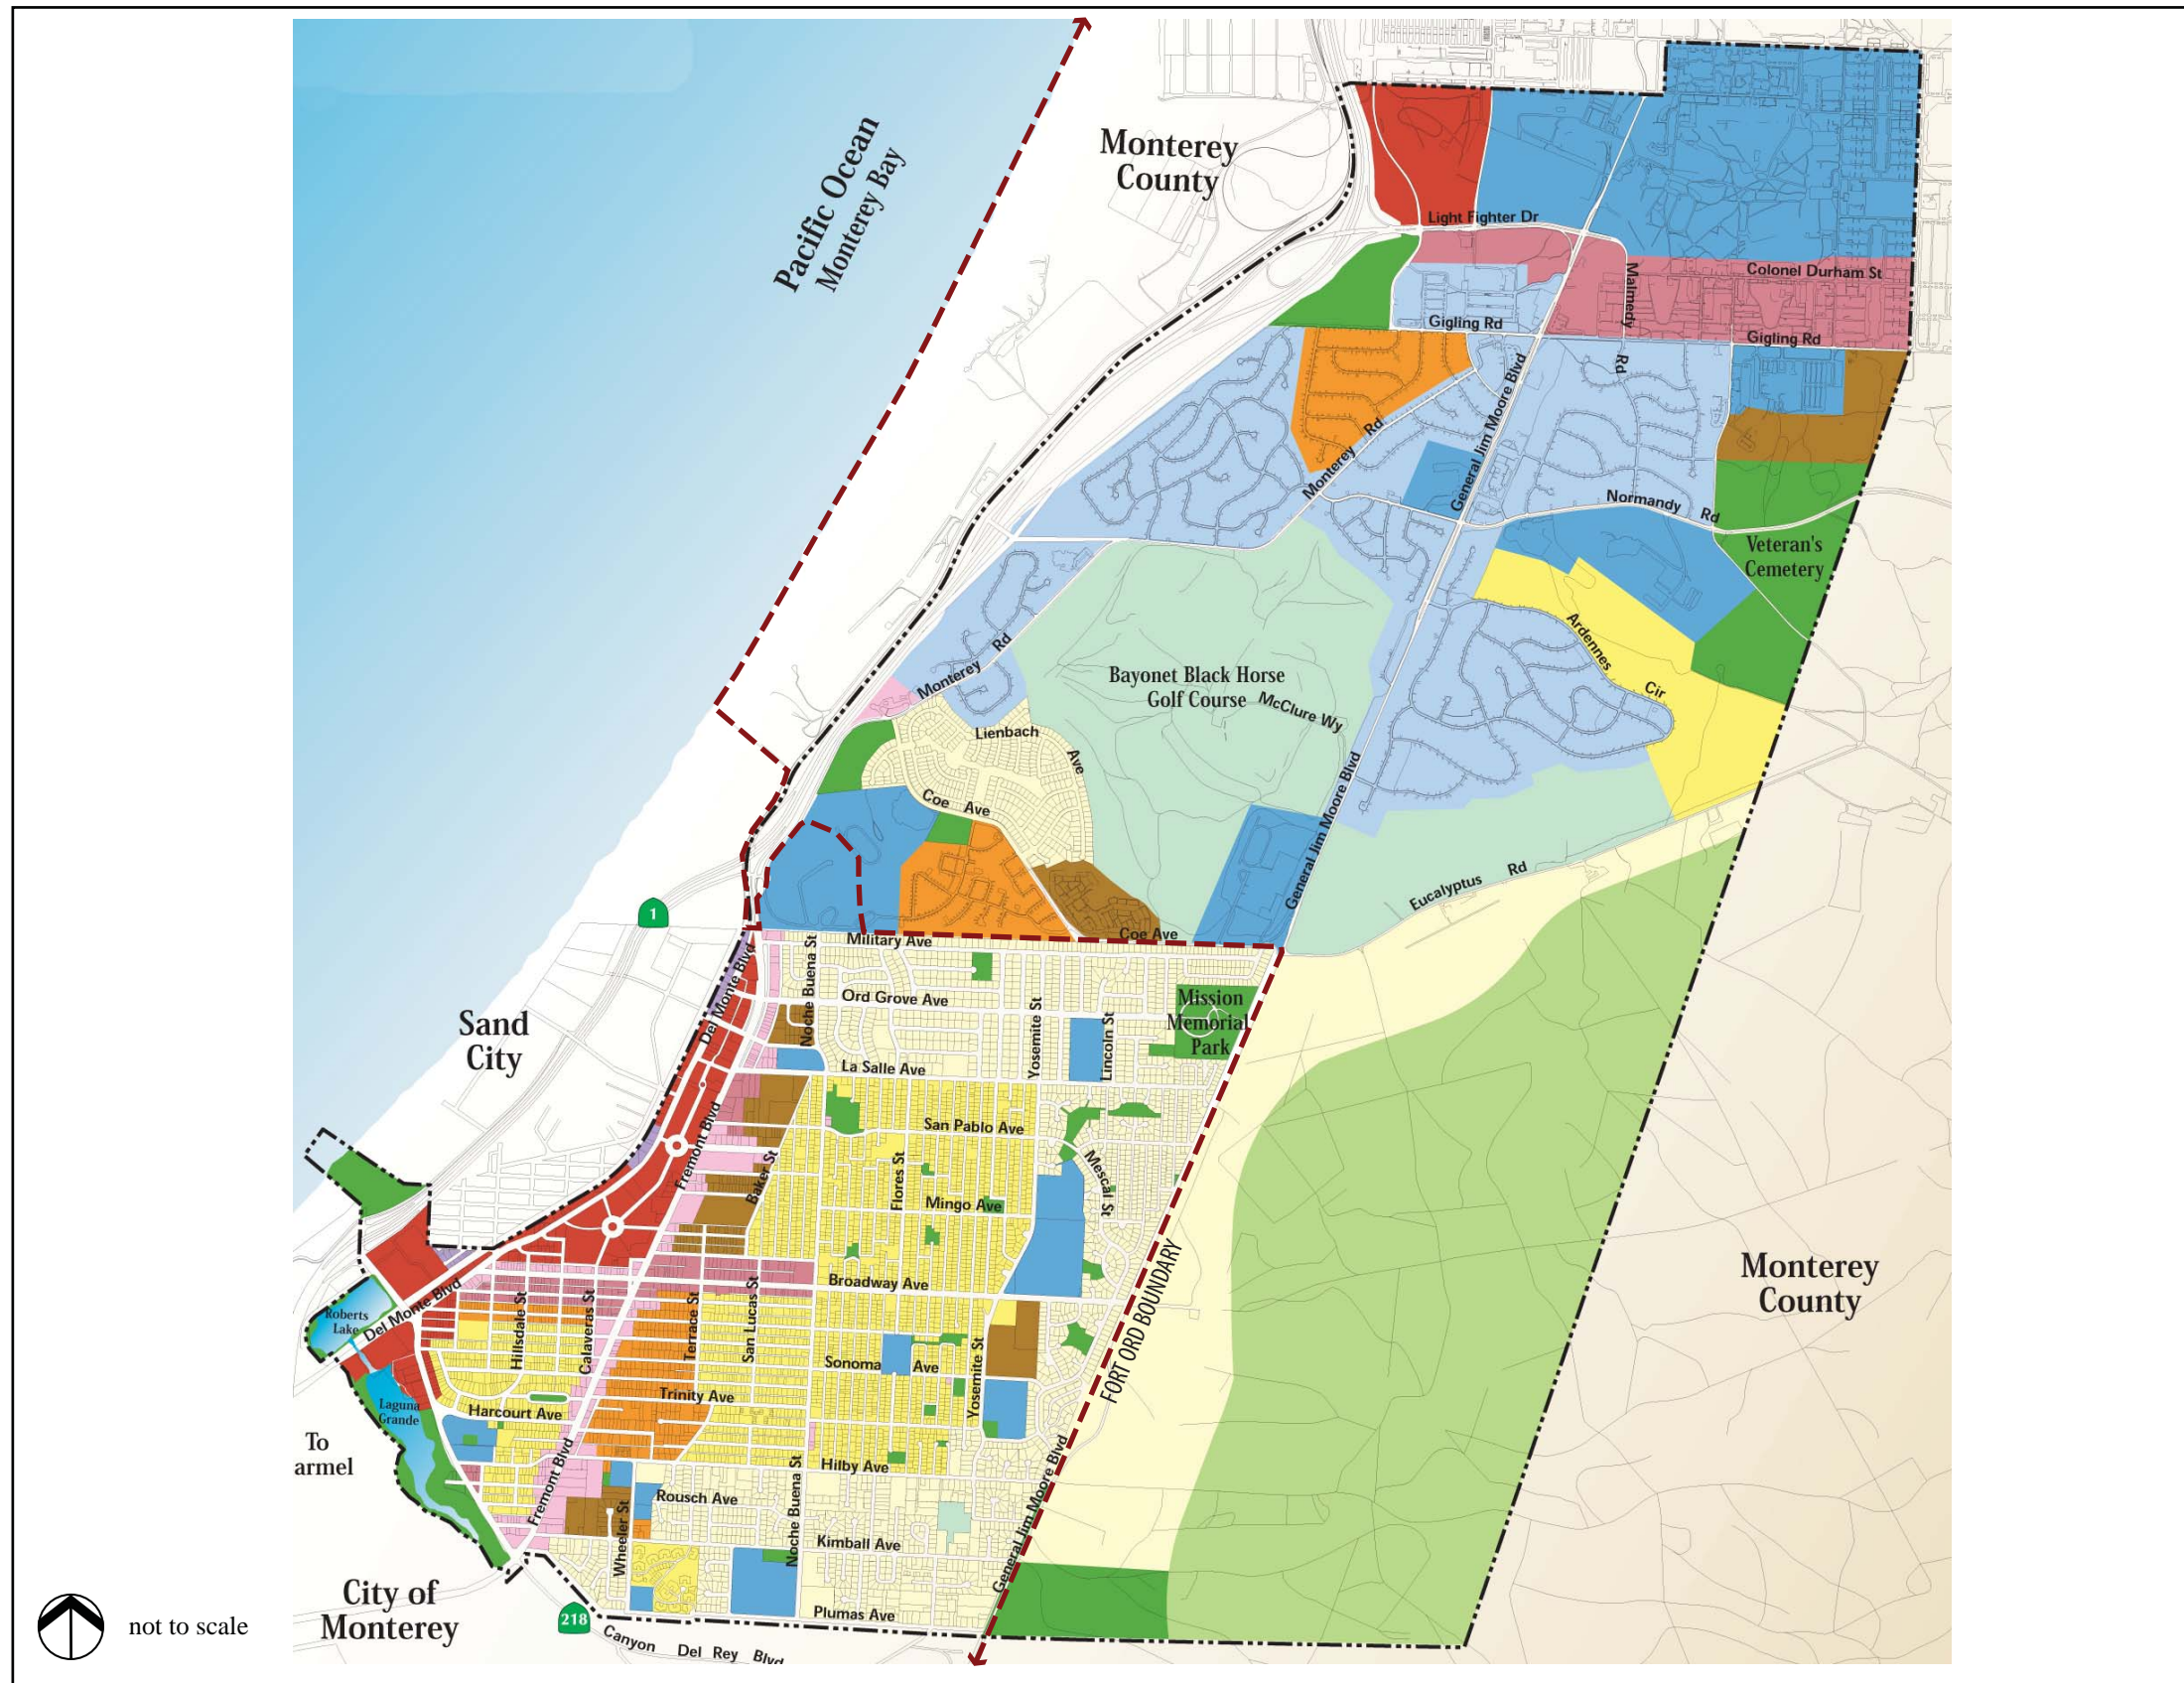 Pacific Ocean
Monterey Bay
Monterey
County
Light Fighter Dr
Colonel Durham St
Malmedy
Rd
Gigling Rd
Gigling Rd
General Jim Moore Blvd
Monterey Rd
Normandy Rd
Veteran's
Cemetery
Ardennes
Cir
Monterey Rd
Bayonet Black Horse
Golf Course
McClure Wy
Lienbach
Ave
Coe Ave
General Jim Moore Blvd
Eucalyptus Rd
1
Coe Ave
Military Ave
Del Monte Blvd
Noche Buena St
Ord Grove Ave
Yosemite St
Lincoln St
Mission
Memorial
Park
Sand
City
La Salle Ave
Fremont Blvd
San Pablo Ave
Baker St
Flores St
Mescal St
Mingo Ave
FORT ORD BOUNDARY
Monterey
County
Broadway Ave
Roberts
Lake
Del Monte Blvd
Hillsdale St
Calaveras St
Terrace St
San Lucas St
Sonoma Ave
Yosemite St
Trinity Ave
Laguna
Grande
Harcourt Ave
To
armel
Fremont Blvd
Hilby Ave
Rousch Ave
Wheeler St
Noche Buena St
Kimball Ave
General Jim Moore Blvd
City of
Monterey
218
Plumas Ave
Canyon Del Rey Blvd
not to scale